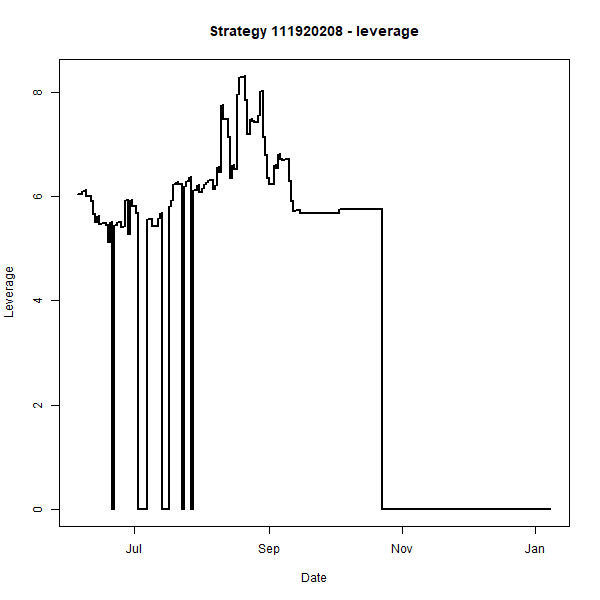 Strategy 111920208 - leverage
Leverage
8
6
4
2
0
Jul
Sep
Nov
Jan
Date